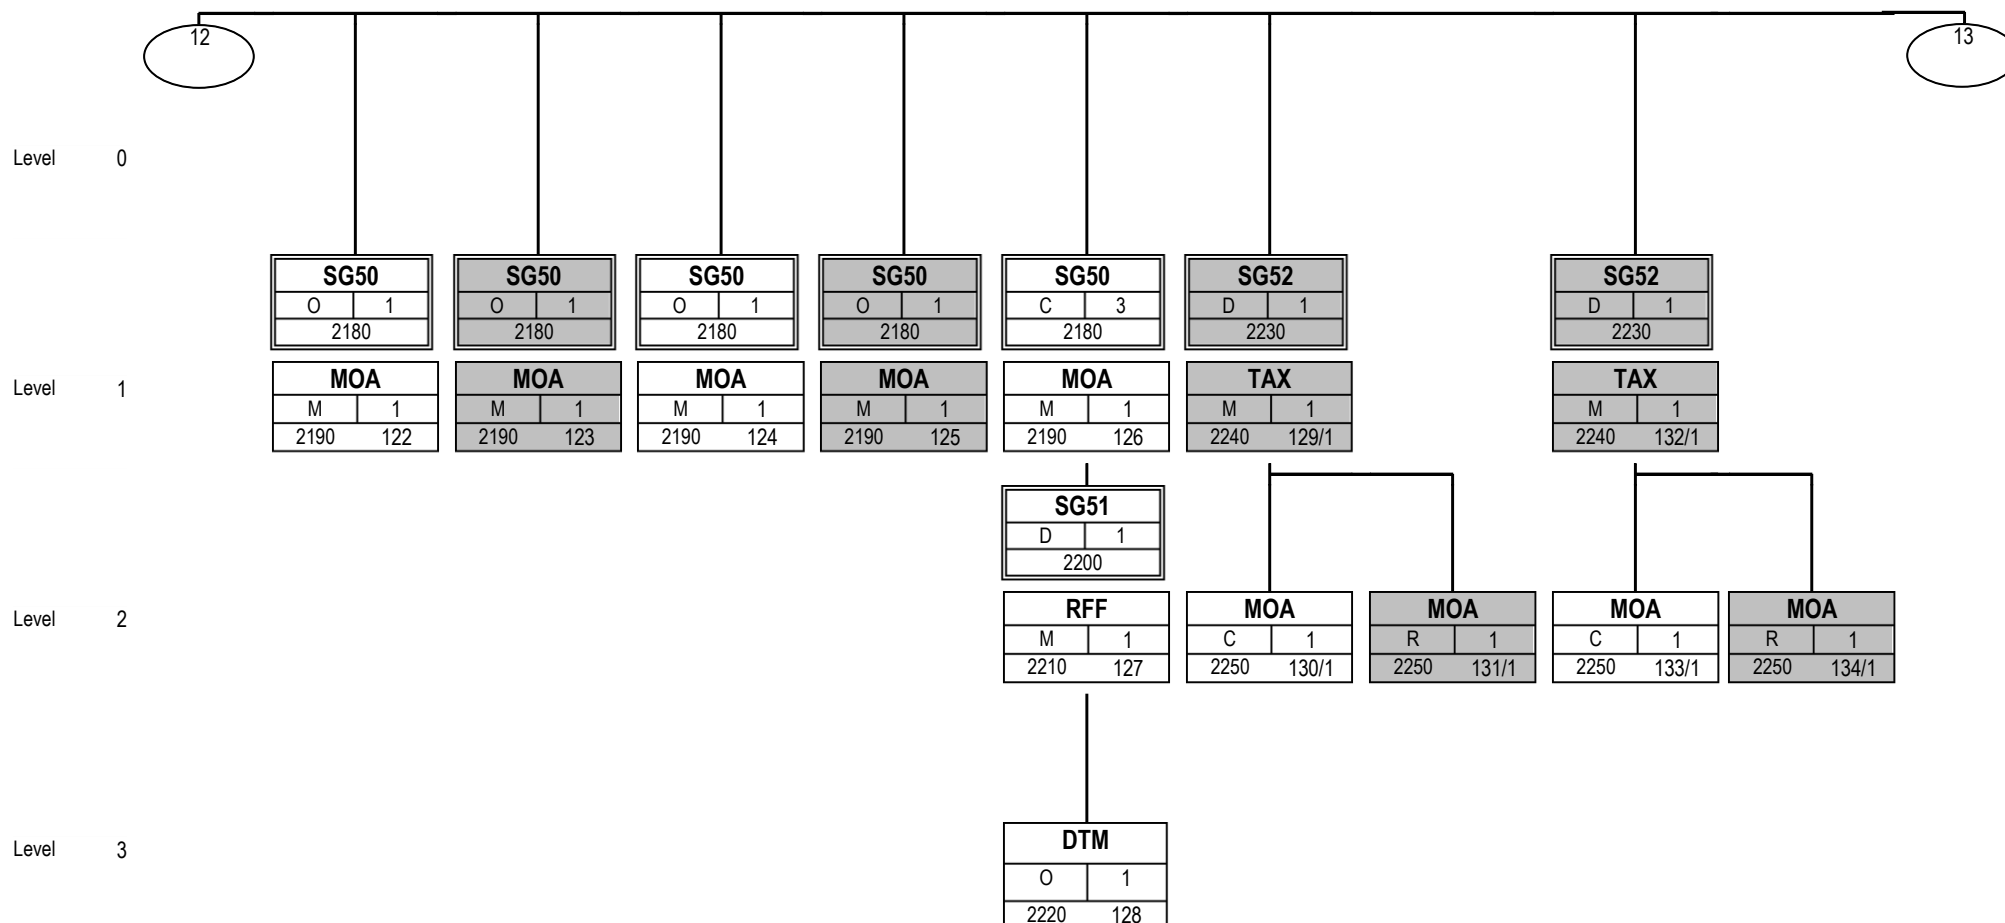 12 13
Level 0
SG50 SG50 SG50 SG50 SG50 SG52 SG52
O 1 O 1 O 1 O 1 C 3 D 1 D 1
2180 2180 2180 2180 2180 2230 2230
Level 1
MOA MOA MOA MOA MOA TAX TAX
M 1 M 1 M 1 M 1 M 1 M 1 M 1
2190 122 2190 123 2190 124 2190 125 2190 126 2240 129/1 2240 132/1
SG51
D 1
2200
Level 2
RFF MOA MOA MOA MOA
M 1 C 1 R 1 C 1 R 1
2210 127 2250 130/1 2250 131/1 2250 133/1 2250 134/1
Level 3
DTM
O 1
2220 128